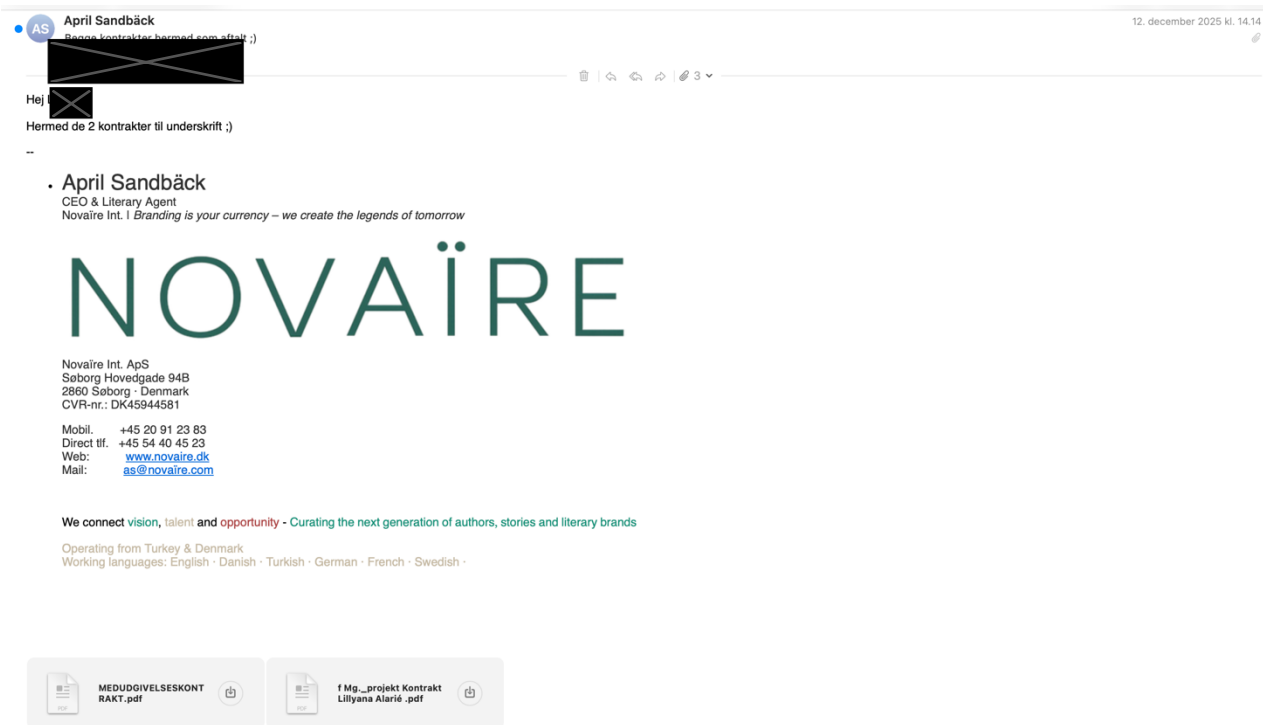 AS
April Sandbäck
12. december 2025 kl. 14.14
Begge kontrakter hermed som aftalt ;)
3
Hej
Hermed de 2 kontrakter til underskrift ;)
--
• April Sandbäck
CEO & Literary Agent
Novaïre Int. | Branding is your currency – we create the legends of tomorrow
NOVAÏRE
Novaïre Int. ApS
Søborg Hovedgade 94B
2860 Søborg · Denmark
CVR-nr.: DK45944581
Mobil. +45 20 91 23 83
Direct tlf. +45 54 40 45 23
Web: www.novaire.dk
Mail: as@novaïre.com
We connect vision, talent and opportunity - Curating the next generation of authors, stories and literary brands
Operating from Turkey & Denmark
Working languages: English · Danish · Turkish · German · French · Swedish ·
PDF
MEDUDGIVELSESKONT
RAKT.pdf
PDF
f Mg._projekt Kontrakt
Lillyana Alarié .pdf